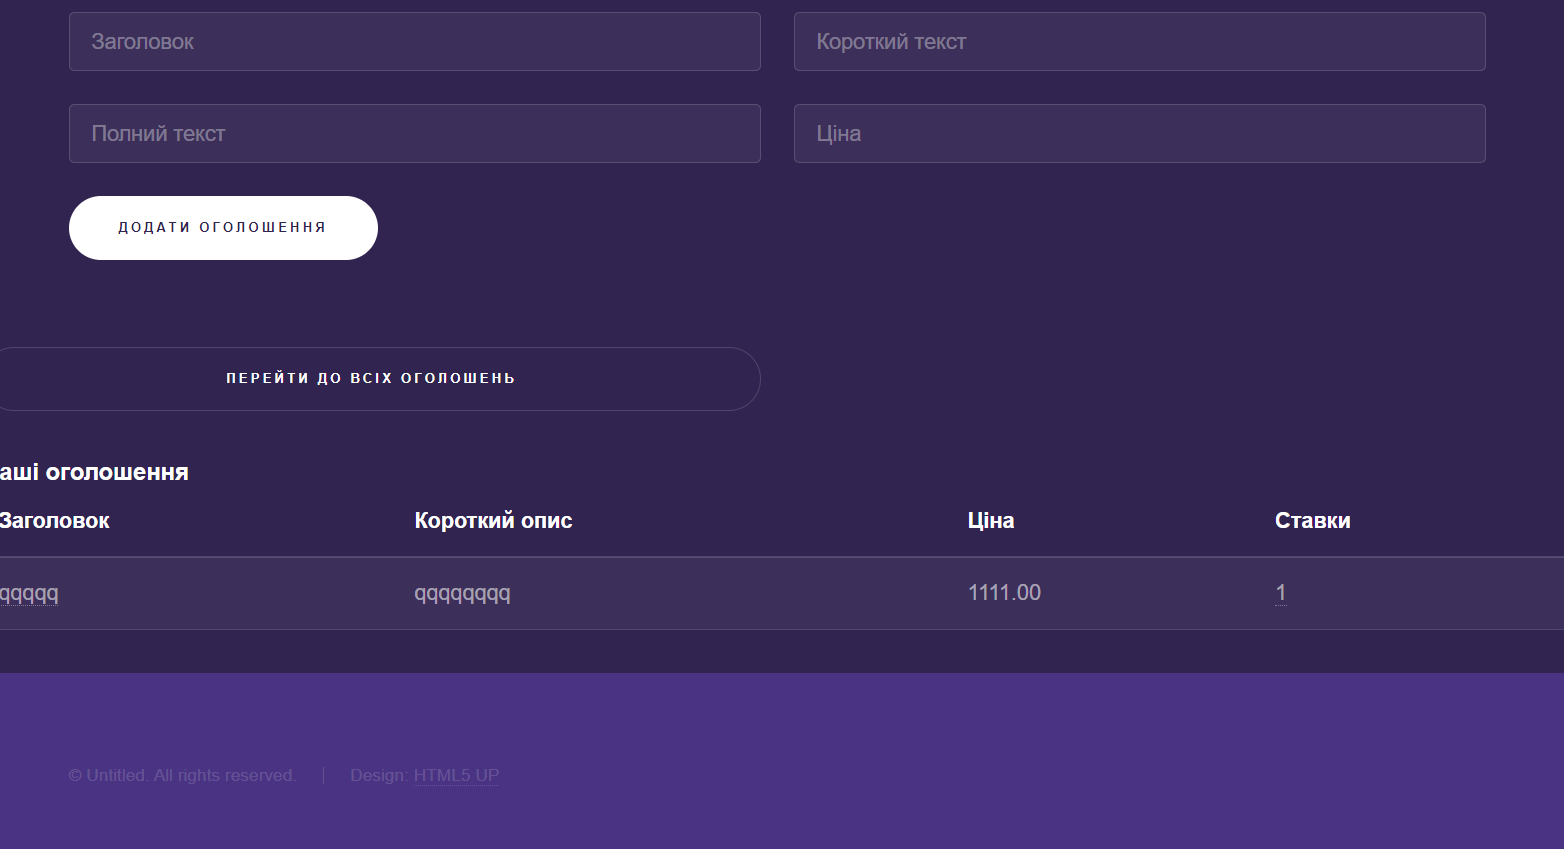 Заголовок Короткий текст
Полний текст Ціна
ДОДАТИ ОГОЛОШЕННЯ
ПЕРЕЙТИ ДО ВСІХ ОГОЛОШЕНЬ
аші оголошення
Заголовок Короткий опис Ціна Ставки
qqqqq qqqqqqqq 1111.00 1
© Untitled. All rights reserved. Design: HTML5 UP